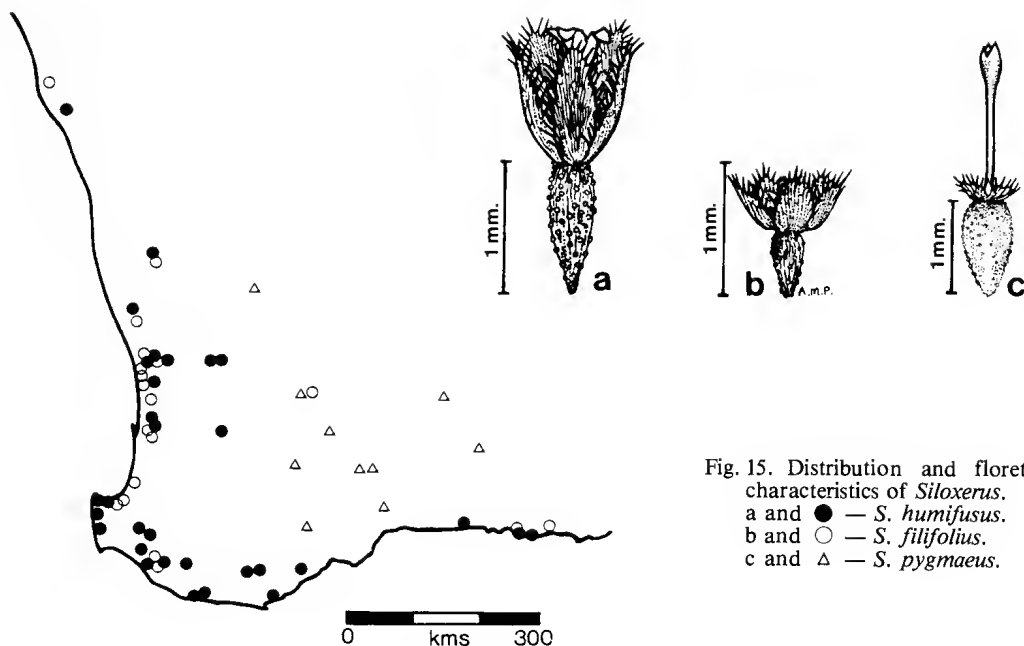 1 mm.
a
1 mm.
b
A.M.P.
1 mm.
c
Fig. 15. Distribution and floret
characteristics of Siloxerus.
a and ● — S. humifusus.
b and ○ — S. filifolius.
c and △ — S. pygmaeus.
0 kms 300